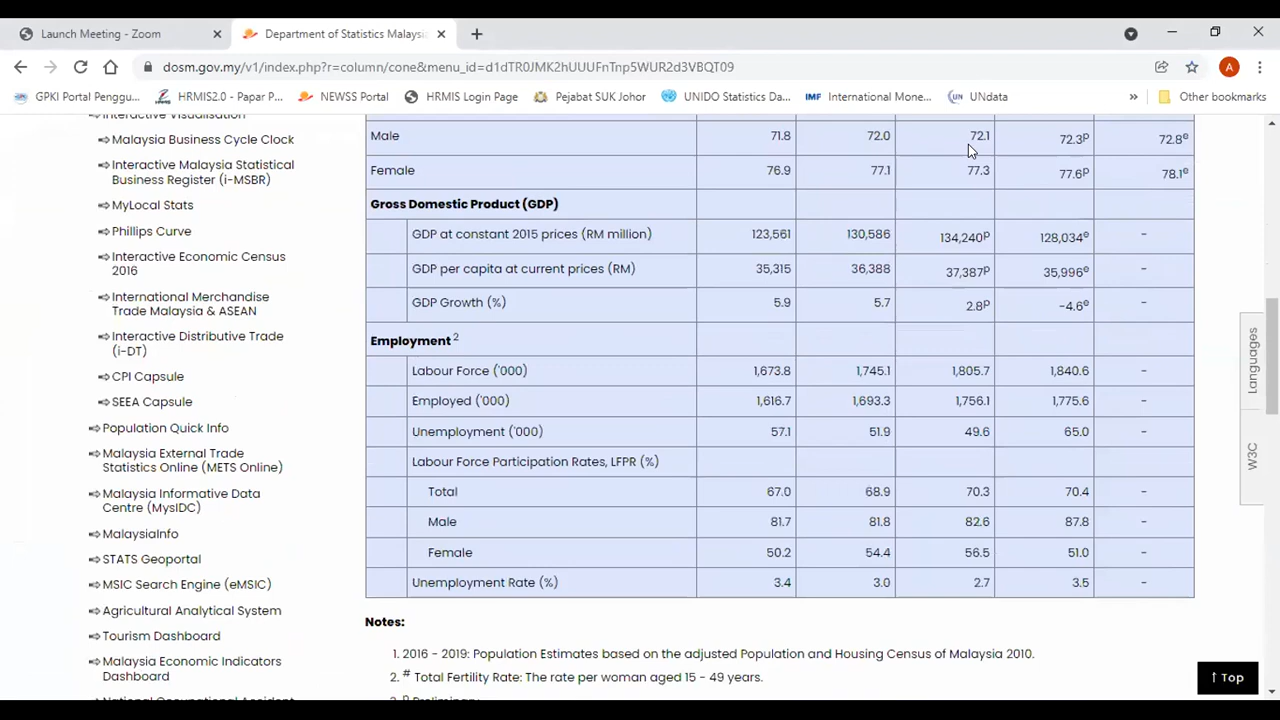 Launch Meeting - Zoom
Department of Statistics Malaysi
dosm.gov.my/v1/index.php?r=column/cone&menu_id=d1dTR0JMK2hUUUFnTnp5WUR2d3VBQT09
A
GPKI Portal Penggu...
HRMIS2.0 - Papar P...
NEWSS Portal
HRMIS Login Page
Pejabat SUK Johor
UNIDO Statistics Da...
IMF International Mone...
UN UNdata
»
Other bookmarks
Interactive Visualisation
Malaysia Business Cycle Clock
Interactive Malaysia Statistical
Business Register (i-MSBR)
MyLocal Stats
Phillips Curve
Interactive Economic Census
2016
International Merchandise
Trade Malaysia & ASEAN
Interactive Distributive Trade
(i-DT)
CPI Capsule
SEEA Capsule
Population Quick Info
Malaysia External Trade
Statistics Online (METS Online)
Malaysia Informative Data
Centre (MysIDC)
MalaysiaInfo
STATS Geoportal
MSIC Search Engine (eMSIC)
Agricultural Analytical System
Tourism Dashboard
Malaysia Economic Indicators
Dashboard
National Occupational Accident
Male 71.8 72.0 72.1 72.3p 72.8e
Female 76.9 77.1 77.3 77.6p 78.1e
Gross Domestic Product (GDP)
GDP at constant 2015 prices (RM million) 123,561 130,586 134,240p 128,034e -
GDP per capita at current prices (RM) 35,315 36,388 37,387p 35,996e -
GDP Growth (%) 5.9 5.7 2.8p -4.6e -
Employment 2
Labour Force ('000) 1,673.8 1,745.1 1,805.7 1,840.6 -
Employed ('000) 1,616.7 1,693.3 1,756.1 1,775.6 -
Unemployment ('000) 57.1 51.9 49.6 65.0 -
Labour Force Participation Rates, LFPR (%)
Total 67.0 68.9 70.3 70.4 -
Male 81.7 81.8 82.6 87.8 -
Female 50.2 54.4 56.5 51.0 -
Unemployment Rate (%) 3.4 3.0 2.7 3.5 -
Notes:
1. 2016 - 2019: Population Estimates based on the adjusted Population and Housing Census of Malaysia 2010.
2. # Total Fertility Rate: The rate per woman aged 15 - 49 years.
3. p Preliminary
Languages
W3C
↑ Top